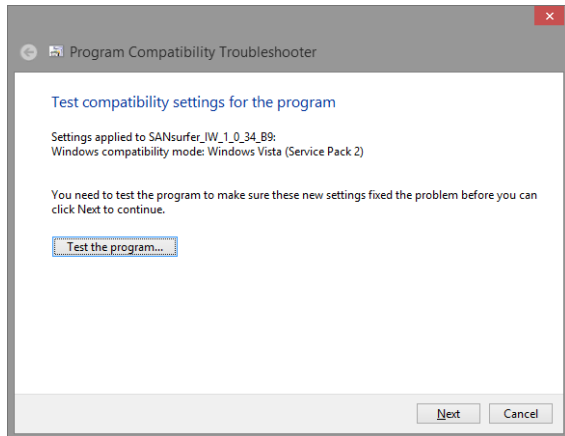 Program Compatibility Troubleshooter
Test compatibility settings for the program
Settings applied to SANsurfer_IW_1_0_34_B9:
Windows compatibility mode: Windows Vista (Service Pack 2)
You need to test the program to make sure these new settings fixed the problem before you can
click Next to continue.
Test the program...
Next Cancel